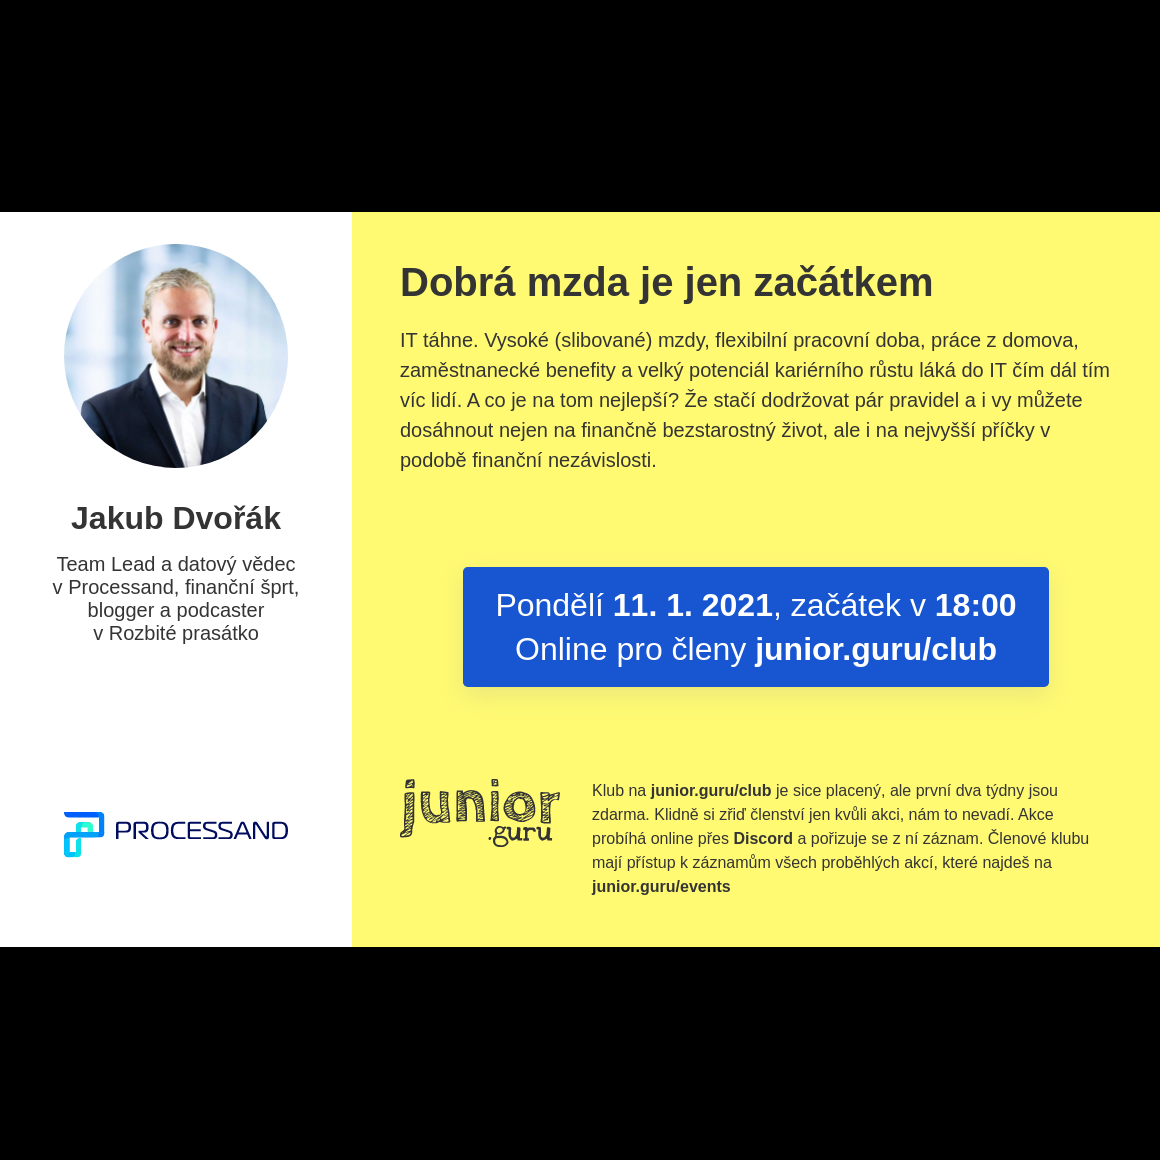 Jakub Dvořák
Team Lead a datový vědec
v Processand, finanční šprt,
blogger a podcaster
v Rozbité prasátko
PROCESSAND
Dobrá mzda je jen začátkem
IT táhne. Vysoké (slibované) mzdy, flexibilní pracovní doba, práce z domova,
zaměstnanecké benefity a velký potenciál kariérního růstu láká do IT čím dál tím
víc lidí. A co je na tom nejlepší? Že stačí dodržovat pár pravidel a i vy můžete
dosáhnout nejen na finančně bezstarostný život, ale i na nejvyšší příčky v
podobě finanční nezávislosti.
Pondělí 11. 1. 2021, začátek v 18:00
Online pro členy junior.guru/club
junior
.guru
Klub na junior.guru/club je sice placený, ale první dva týdny jsou
zdarma. Klidně si zřiď členství jen kvůli akci, nám to nevadí. Akce
probíhá online přes Discord a pořizuje se z ní záznam. Členové klubu
mají přístup k záznamům všech proběhlých akcí, které najdeš na
junior.guru/events